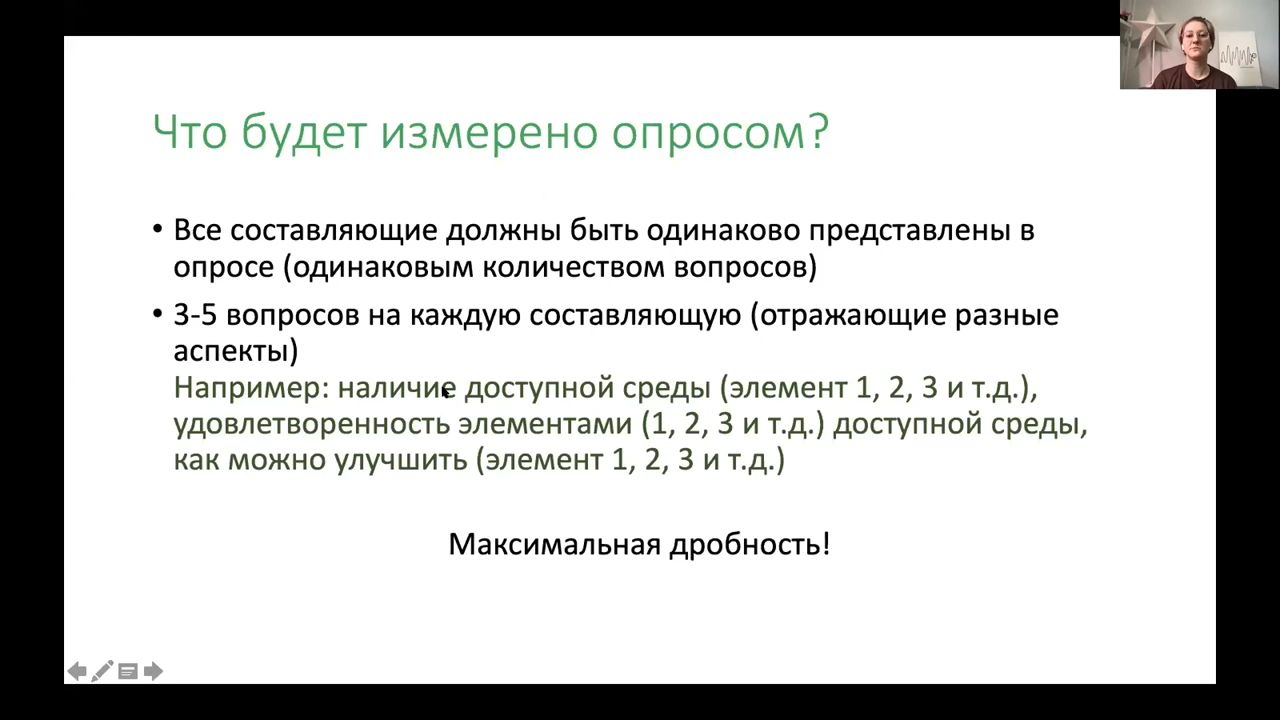 Что будет измерено опросом?
• Все составляющие должны быть одинаково представлены в
опросе (одинаковым количеством вопросов)
• 3-5 вопросов на каждую составляющую (отражающие разные
аспекты)
Например: наличие доступной среды (элемент 1, 2, 3 и т.д.),
удовлетворенность элементами (1, 2, 3 и т.д.) доступной среды,
как можно улучшить (элемент 1, 2, 3 и т.д.)
Максимальная дробность!